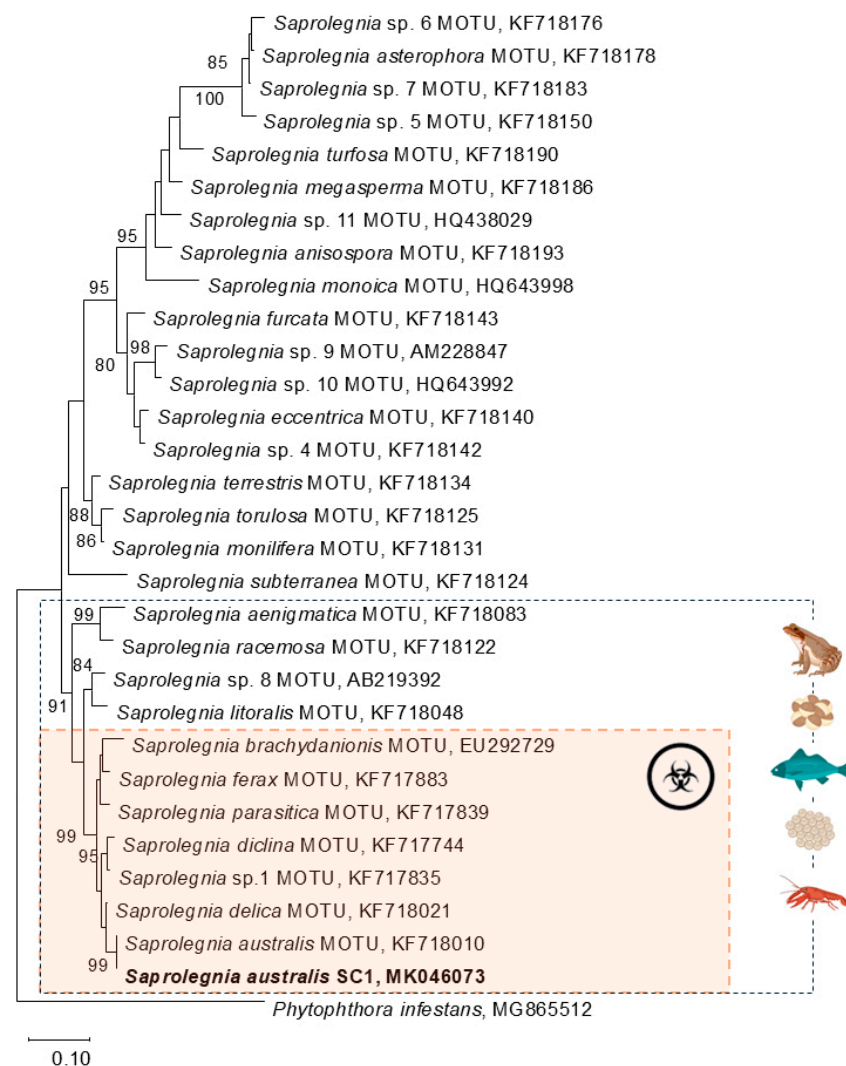 Saprolegnia sp. 6 MOTU, KF718176
85
Saprolegnia asterophora MOTU, KF718178
Saprolegnia sp. 7 MOTU, KF718183
100
Saprolegnia sp. 5 MOTU, KF718150
Saprolegnia turfosa MOTU, KF718190
Saprolegnia megasperma MOTU, KF718186
Saprolegnia sp. 11 MOTU, HQ438029
95
Saprolegnia anisospora MOTU, KF718193
Saprolegnia monoica MOTU, HQ643998
95
Saprolegnia furcata MOTU, KF718143
98
Saprolegnia sp. 9 MOTU, AM228847
80
Saprolegnia sp. 10 MOTU, HQ643992
Saprolegnia eccentrica MOTU, KF718140
Saprolegnia sp. 4 MOTU, KF718142
Saprolegnia terrestris MOTU, KF718134
88
Saprolegnia torulosa MOTU, KF718125
86
Saprolegnia monilifera MOTU, KF718131
Saprolegnia subterranea MOTU, KF718124
99
Saprolegnia aenigmatica MOTU, KF718083
Saprolegnia racemosa MOTU, KF718122
84
Saprolegnia sp. 8 MOTU, AB219392
91
Saprolegnia litoralis MOTU, KF718048
Saprolegnia brachydanionis MOTU, EU292729
Saprolegnia ferax MOTU, KF717883
Saprolegnia parasitica MOTU, KF717839
99
Saprolegnia diclina MOTU, KF717744
95
Saprolegnia sp.1 MOTU, KF717835
Saprolegnia delica MOTU, KF718021
Saprolegnia australis MOTU, KF718010
99
Saprolegnia australis SC1, MK046073
Phytophthora infestans, MG865512
0.10